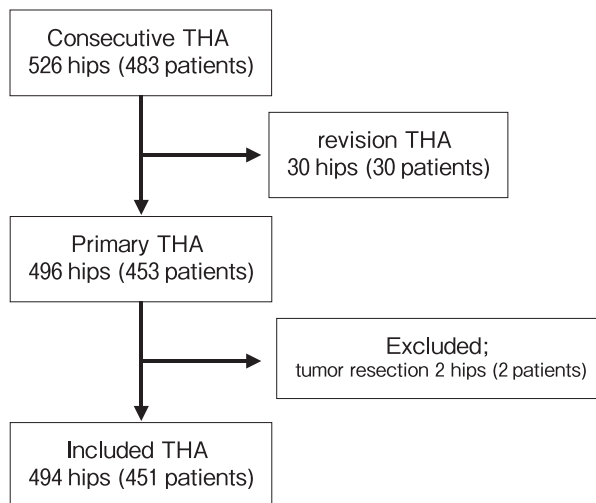 Consecutive THA
526 hips (483 patients)
revision THA
30 hips (30 patients)
Primary THA
496 hips (453 patients)
Excluded;
tumor resection 2 hips (2 patients)
Included THA
494 hips (451 patients)